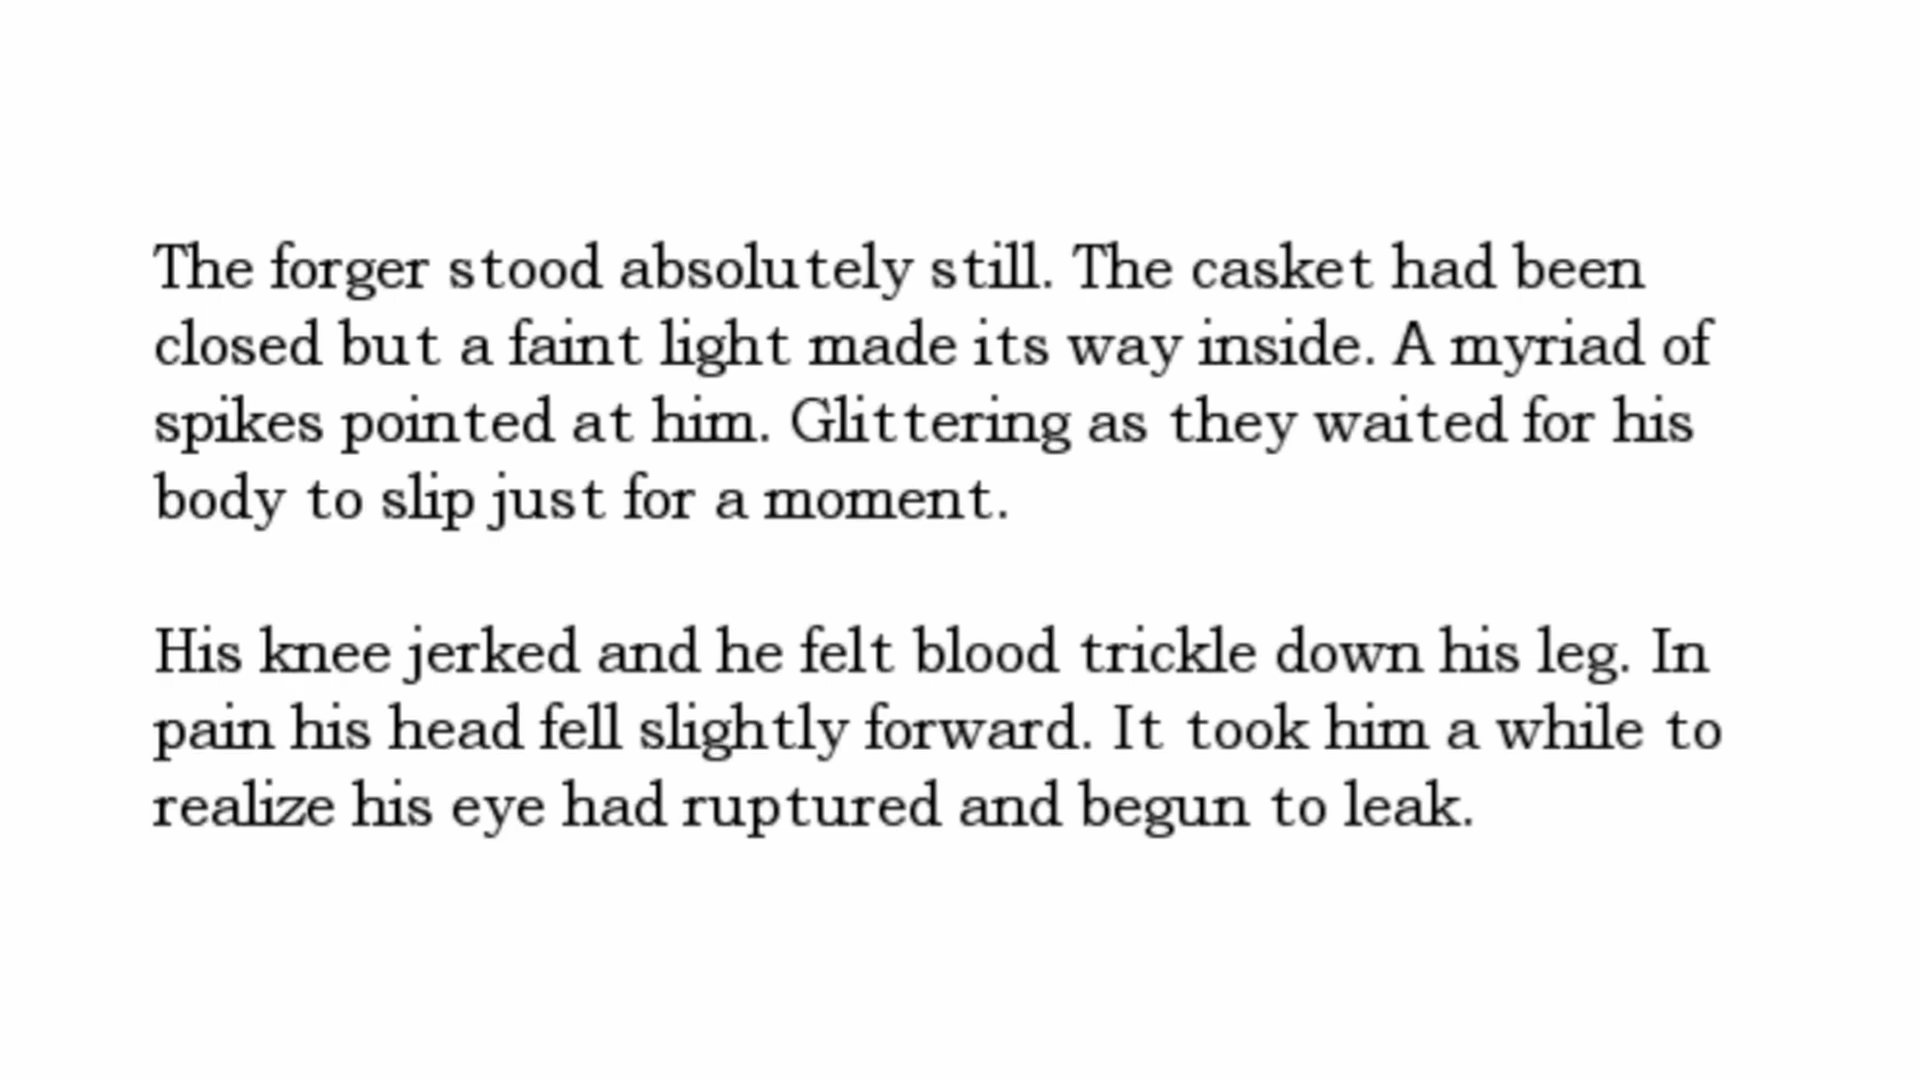 The forger stood absolutely still. The casket had been
closed but a faint light made its way inside. A myriad of
spikes pointed at him. Glittering as they waited for his
body to slip just for a moment.
His knee jerked and he felt blood trickle down his leg. In
pain his head fell slightly forward. It took him a while to
realize his eye had ruptured and begun to leak.